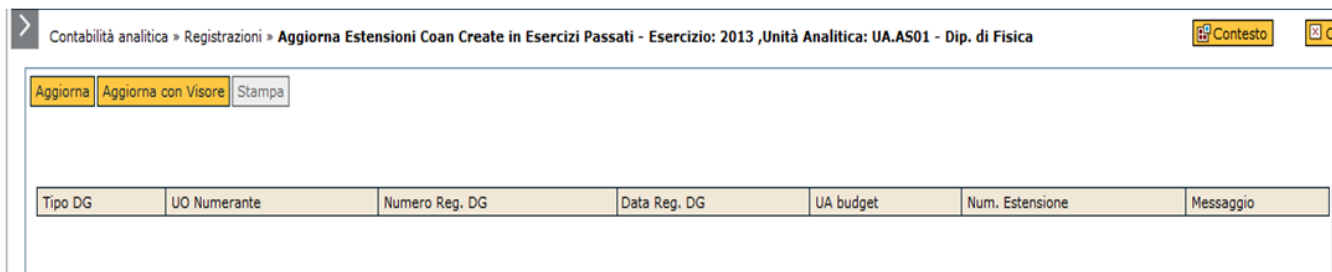 Contabilità analitica » Registrazioni » Aggiorna Estensioni Coan Create in Esercizi Passati - Esercizio: 2013 ,Unità Analitica: UA.AS01 - Dip. di Fisica Contesto
Aggiorna Aggiorna con Visore Stampa
Tipo DG UO Numerante Numero Reg. DG Data Reg. DG UA budget Num. Estensione Messaggio